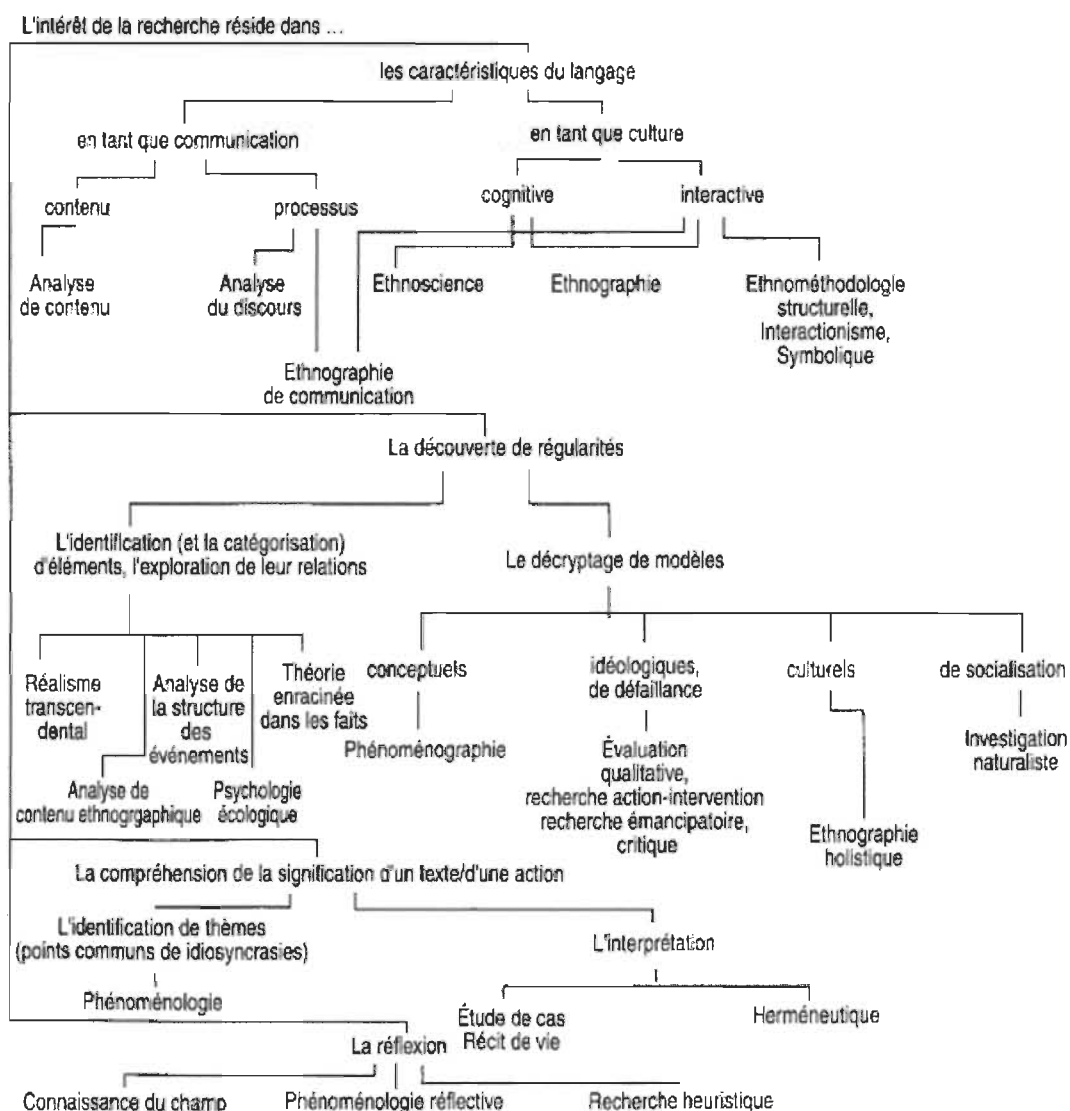 L'intérêt de la recherche réside dans ...
les caractéristiques du langage
en tant que communication
en tant que culture
contenu
processus
cognitive
interactive
Analyse
de contenu
Analyse
du discours
Ethnoscience
Ethnographie
Ethnométhodologie
structurelle,
Interactionisme,
Symbolique
Ethnographie
de communication
La découverte de régularités
L'identification (et la catégorisation)
d'éléments, l'exploration de leur relations
Le décryptage de modèles
Réalisme
transcen-
dental
Analyse de
la structure
des
événements
Théorie
enracinée
dans les faits
conceptuels
idéologiques,
de défaillance
culturels
de socialisation
Analyse de
contenu ethnogrgaphique
Psychologie
écologique
Phénoménographie
Évaluation
qualitative,
recherche action-intervention
recherche émancipatoire,
critique
Ethnographie
holistique
Investigation
naturaliste
La compréhension de la signification d'un texte/d'une action
L'identification de thèmes
(points communs de idiosyncrasies)
L'interprétation
Phénoménologie
Étude de cas
Récit de vie
Herméneutique
La réflexion
Connaissance du champ
Phénoménologie réflective
Recherche heuristique